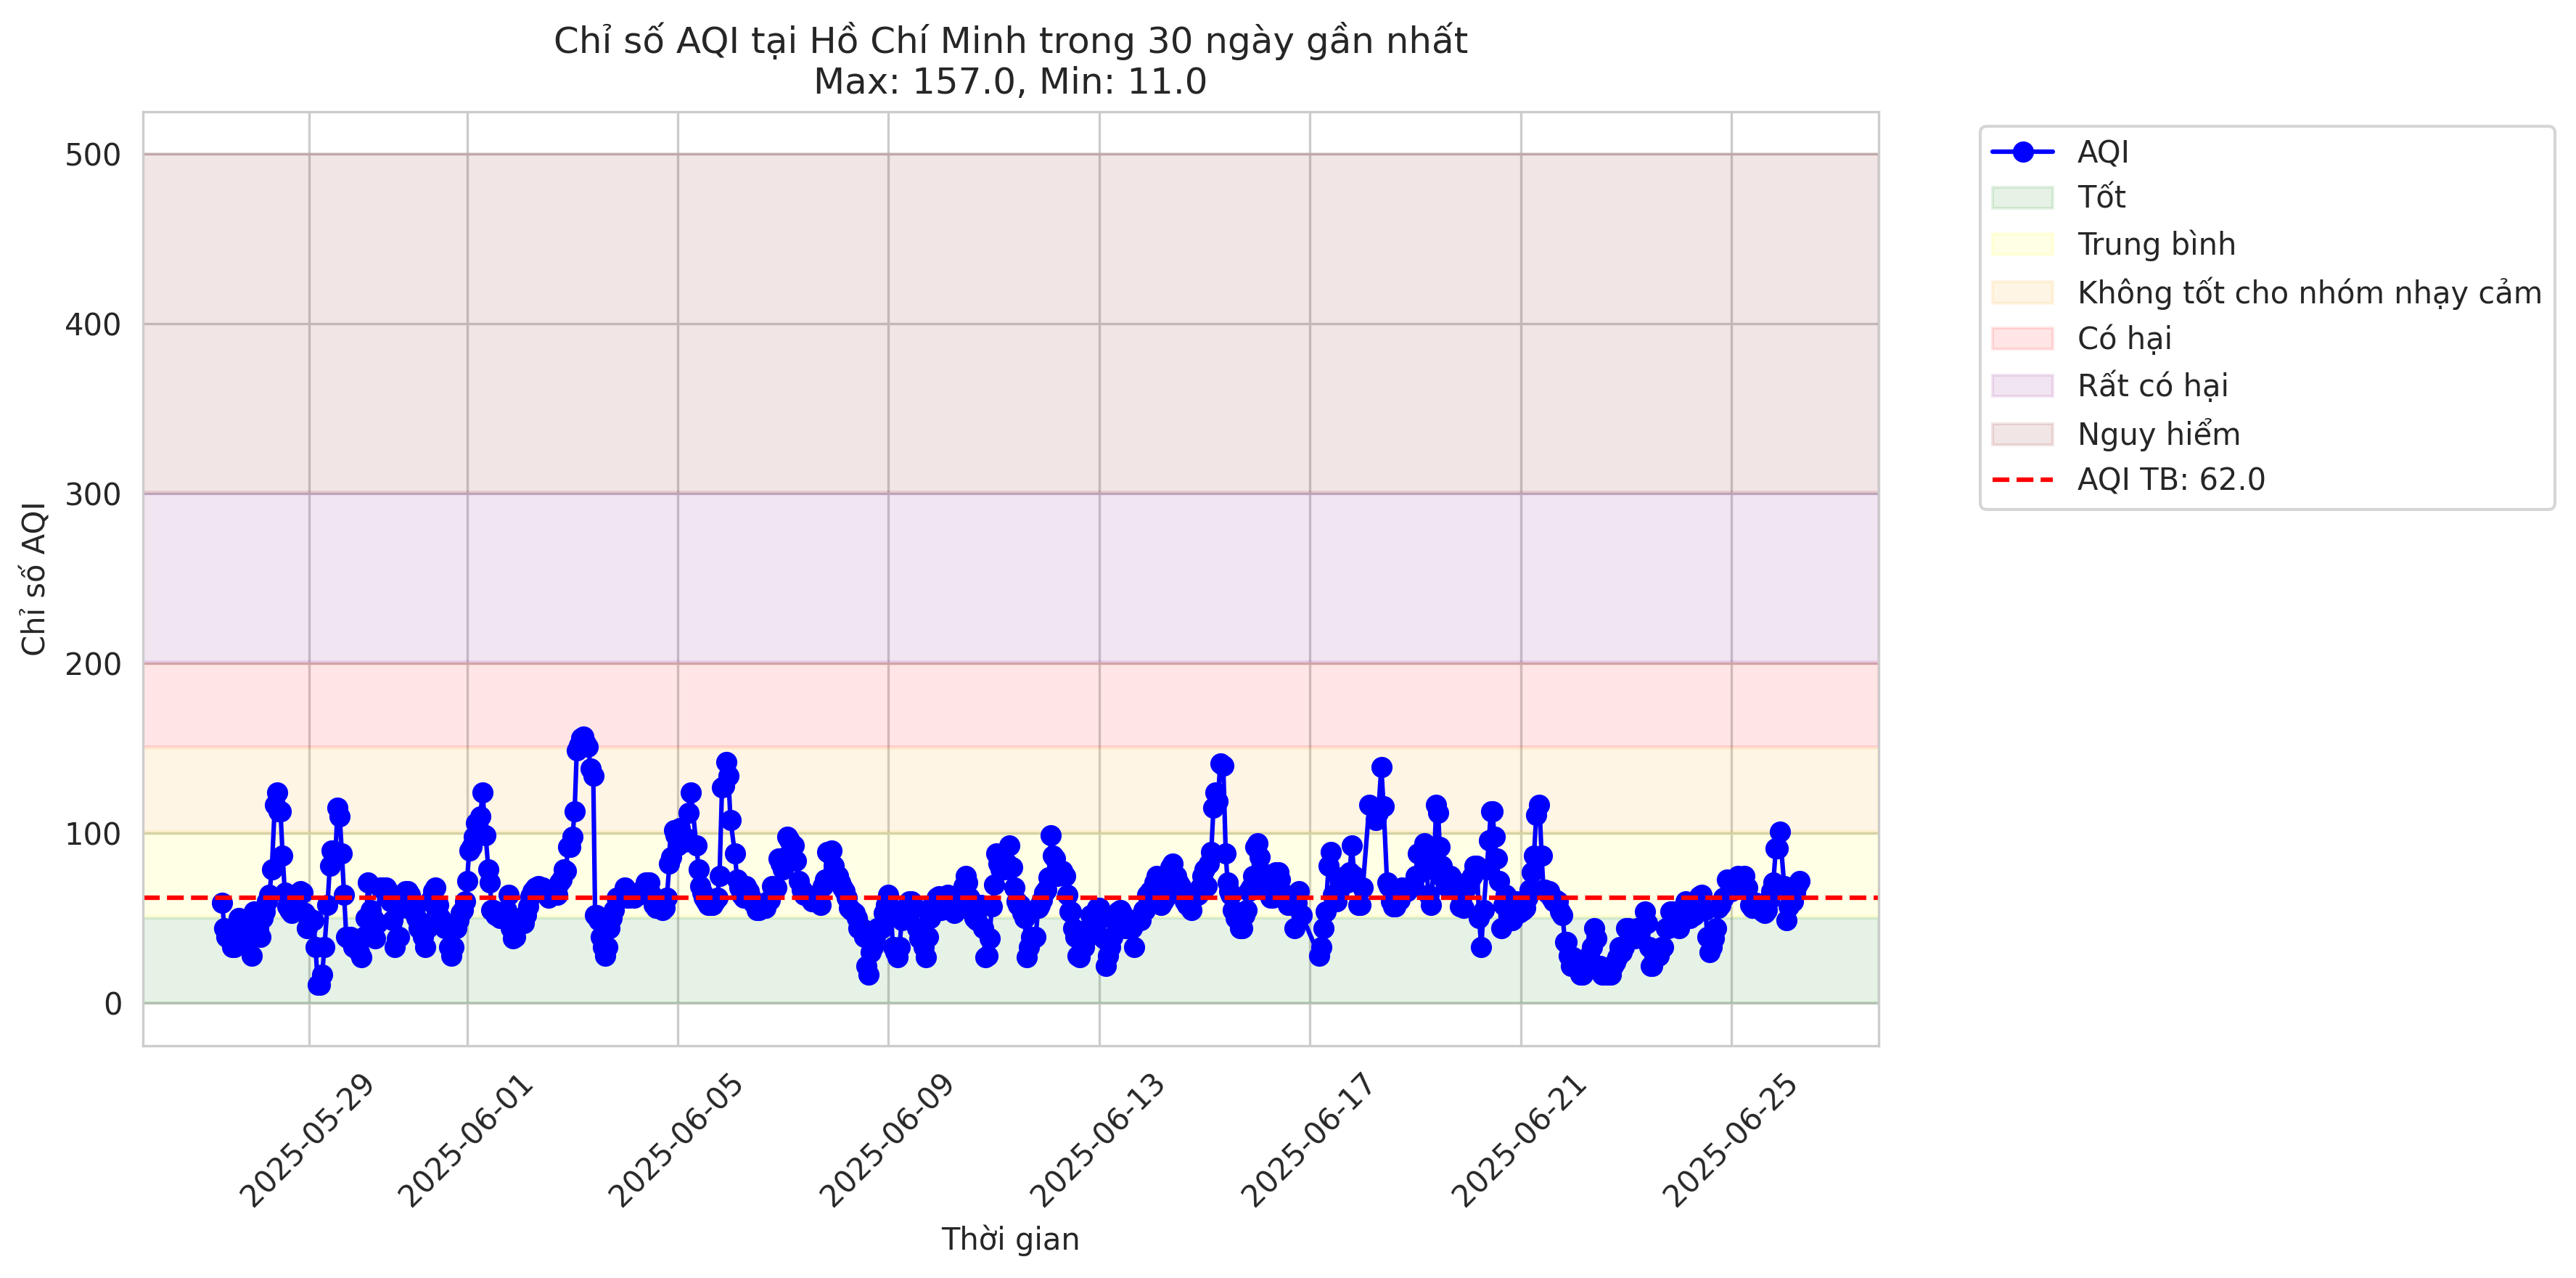 Chỉ số AQI tại Hồ Chí Minh trong 30 ngày gần nhất
Max: 157.0, Min: 11.0
Chỉ số AQI
500
400
300
200
100
0
2025-05-29
2025-06-01
2025-06-05
2025-06-09
2025-06-13
2025-06-17
2025-06-21
2025-06-25
Thời gian
AQI
Tốt
Trung bình
Không tốt cho nhóm nhạy cảm
Có hại
Rất có hại
Nguy hiểm
AQI TB: 62.0